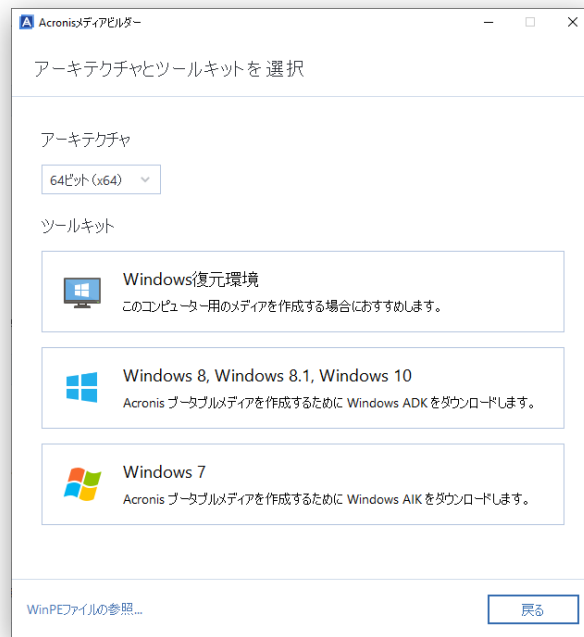 Acronisメディアビルダー
アーキテクチャとツールキットを選択
アーキテクチャ
64ビット(x64)
ツールキット
Windows復元環境
このコンピューター用のメディアを作成する場合におすすめします。
Windows 8, Windows 8.1, Windows 10
Acronis ブータブルメディアを作成するために Windows ADK をダウンロードします。
Windows 7
Acronis ブータブルメディアを作成するために Windows AIK をダウンロードします。
WinPEファイルの参照...
戻る